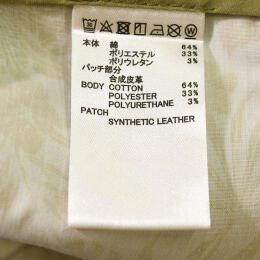 本体 綿 64%
ポリエステル 33%
ポリウレタン 3%
パッチ部分
合成皮革
BODY COTTON 64%
POLYESTER 33%
POLYURETHANE 3%
PATCH
SYNTHETIC LEATHER